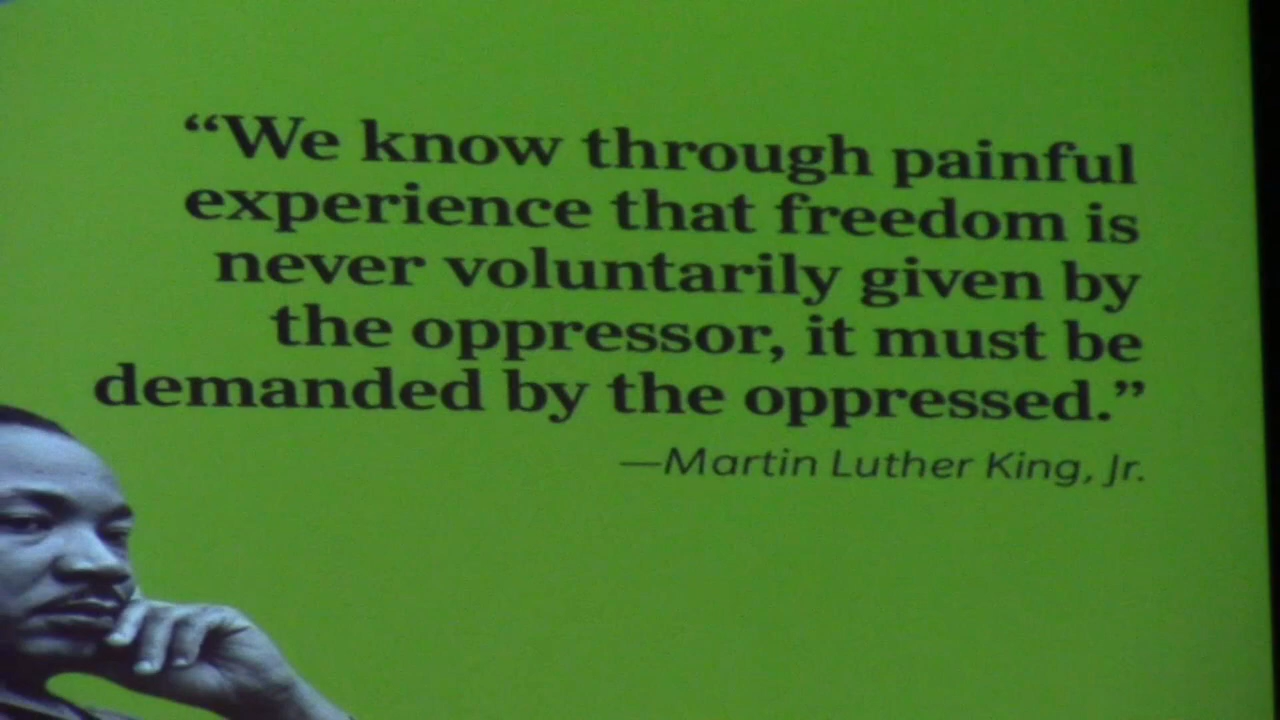 “We know through painful
experience that freedom is
never voluntarily given by
the oppressor, it must be
demanded by the oppressed.”
—Martin Luther King, Jr.